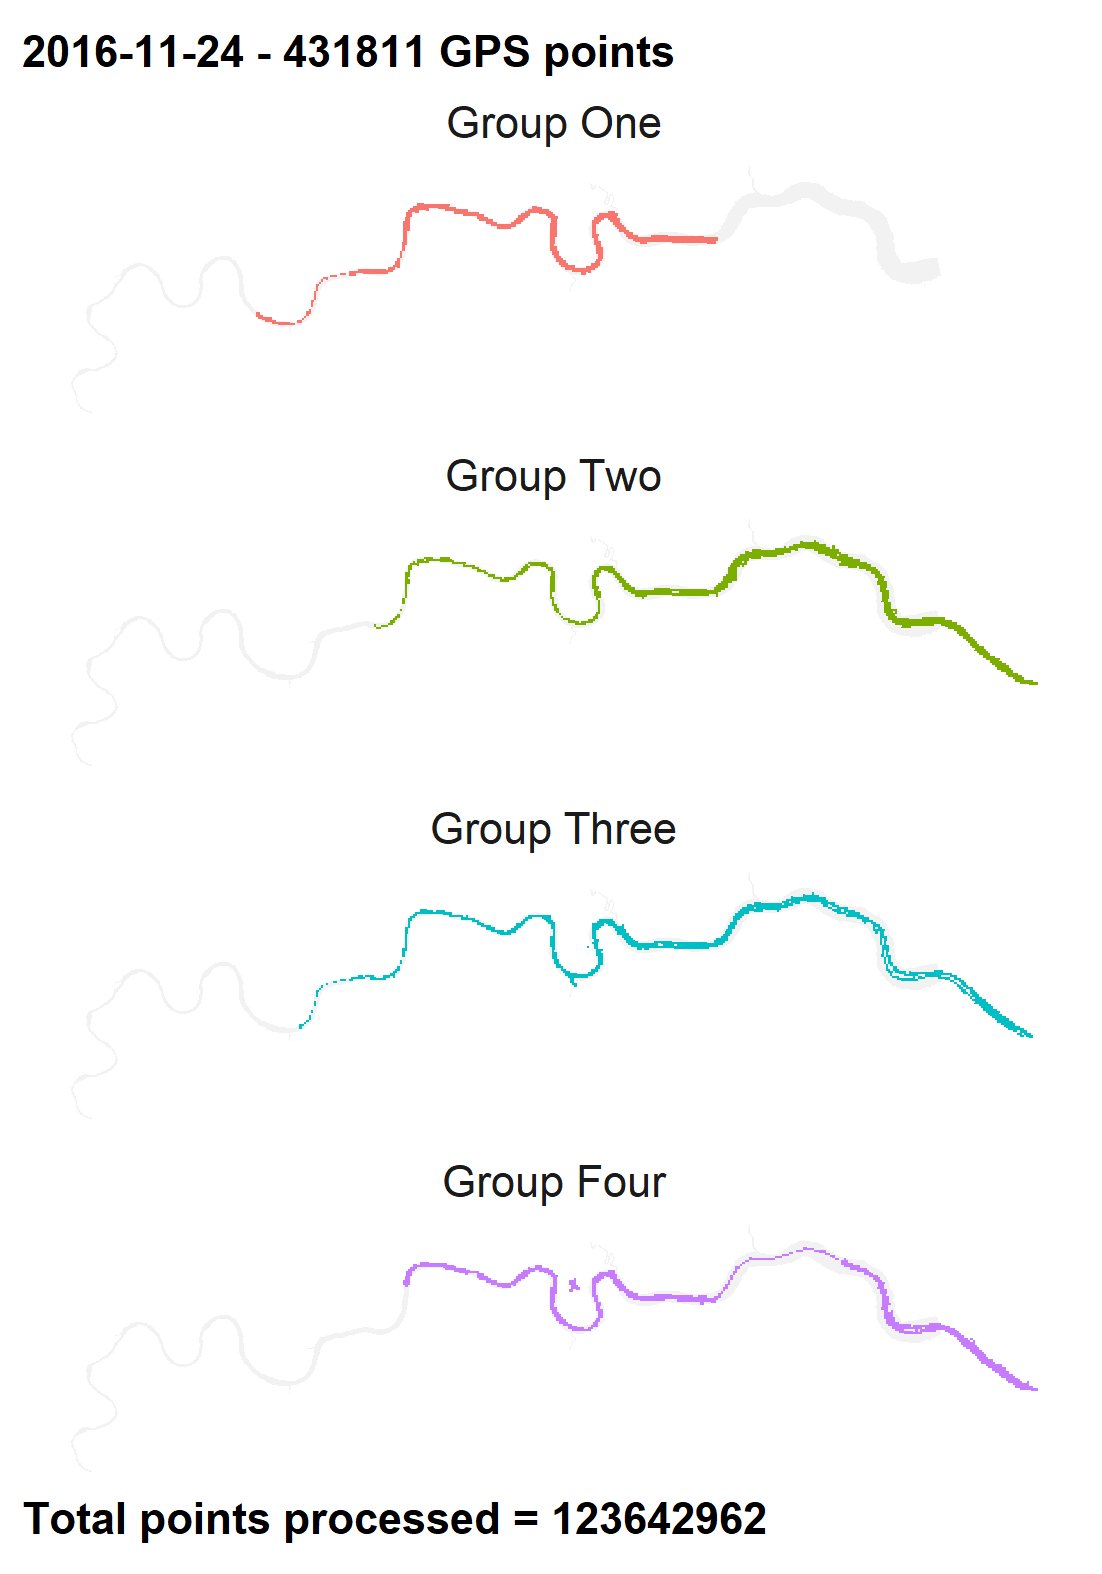 2016-11-24 - 431811 GPS points
Group One
Group Two
Group Three
Group Four
Total points processed = 123642962